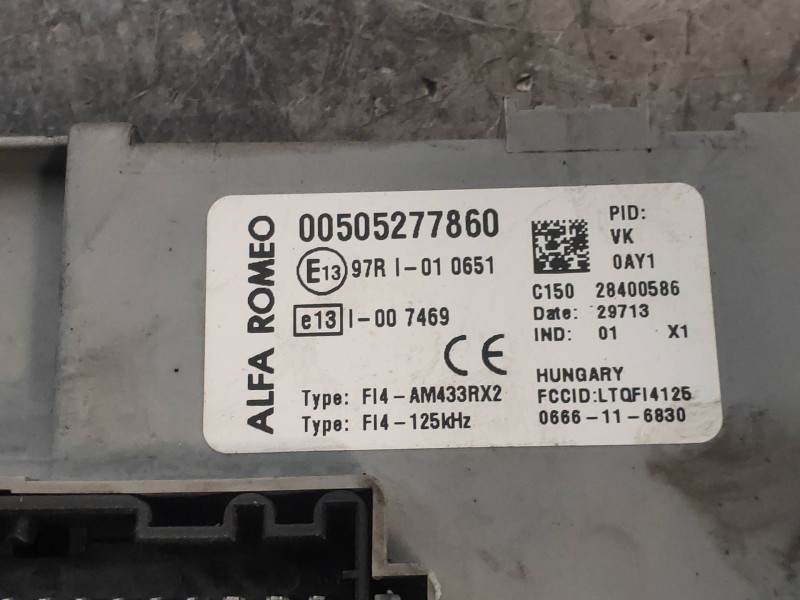 ALFA ROMEO
00505277860
E13 97R I-01 0651
e13 I-00 7469
CE
Type: FI4-AM433RX2
Type: FI4-125kHz
PID:
VK
0AY1
C150 28400586
Date: 29713
IND: 01 X1
HUNGARY
FCCID:LTQFI4125
0666-11-6830